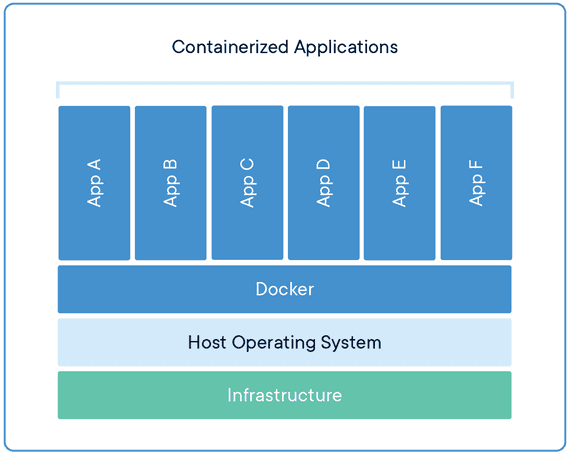 Containerized Applications
App A
App B
App C
App D
App E
App F
Docker
Host Operating System
Infrastructure